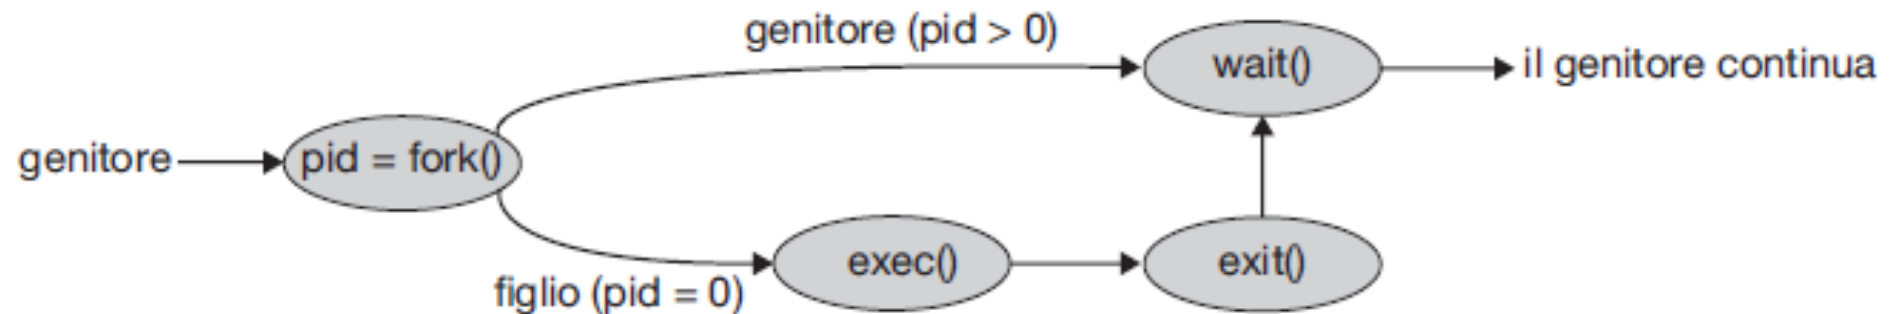 genitore (pid > 0)
wait()
il genitore continua
genitore
pid = fork()
exec()
exit()
figlio (pid = 0)